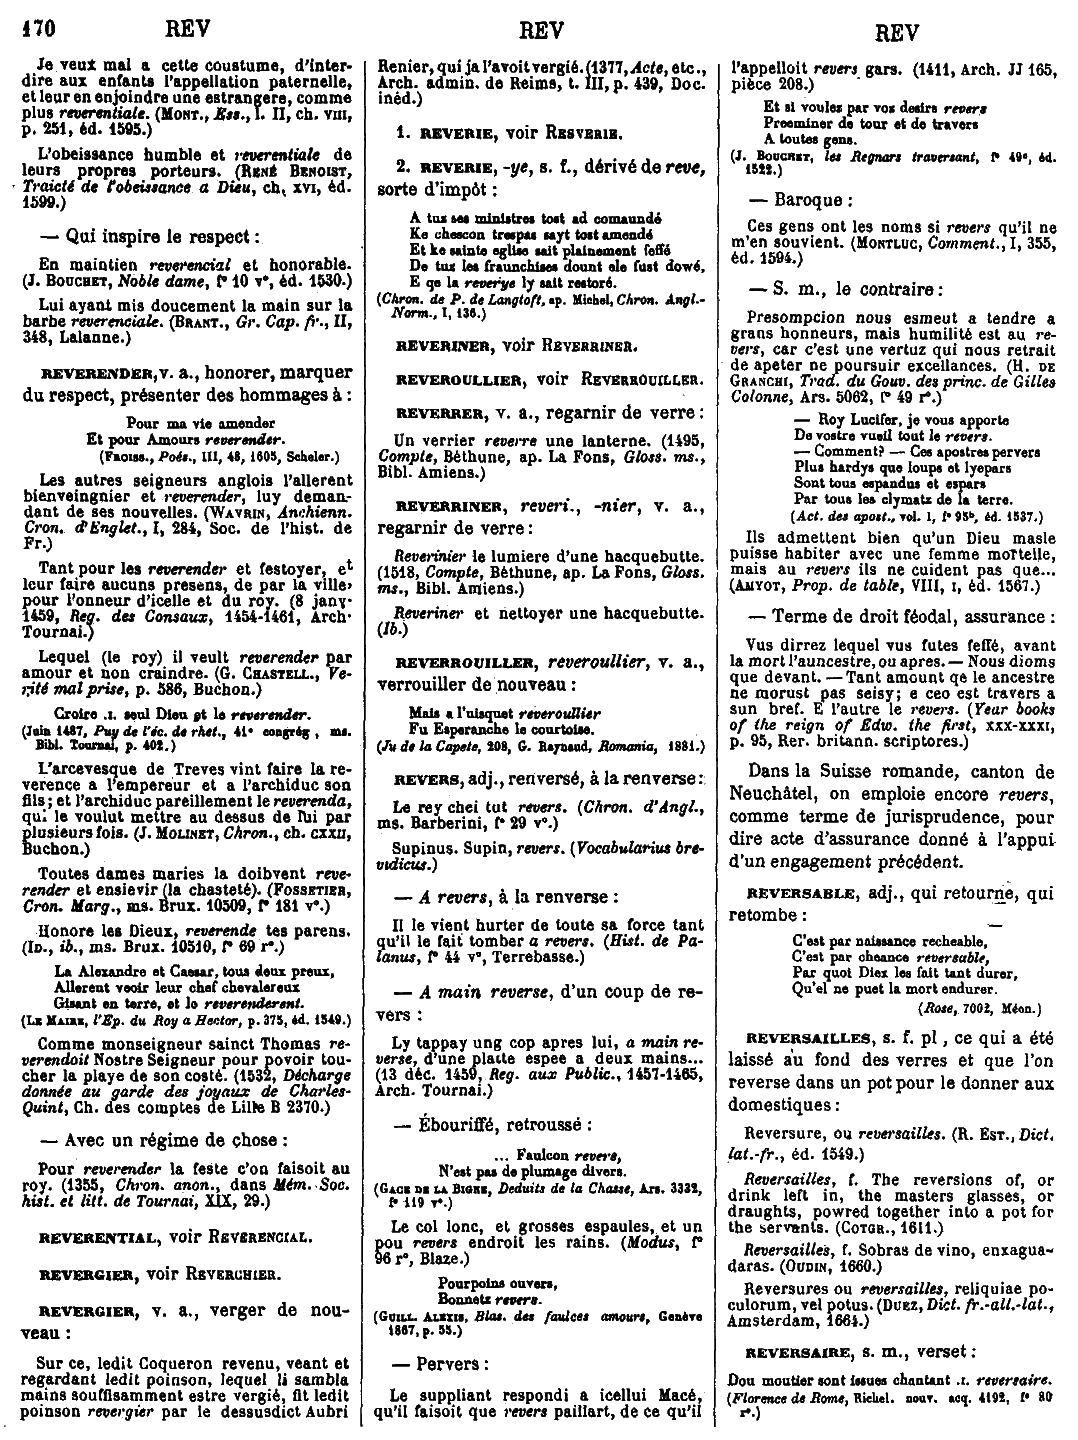 170 REV
REV
REV
Je veux mal a cette coustume, d'inter-
dire aux enfants l'appellation paternelle,
et leur en enjoindre une estrangere, comme
plus reverentiale. (MONT., Ess., l. II, ch. VIII,
p. 251, éd. 1595.)
L'obeissance humble et reverentiale de
leurs propres porteurs. (RENÉ BENOIST,
Traicté de l'obeissance a Dieu, ch. XVI, éd.
1599.)
— Qui inspire le respect :
En maintien reverencial et honorable.
(J. BOUCHET, Noble dame, f° 10 v°, éd. 1530.)
Lui ayant mis doucement la main sur la
barbe reverenciale. (BRANT., Gr. Cap. fr., II,
348, Lalanne.)
REVERENDER, v. a., honorer, marquer
du respect, présenter des hommages à :
Pour ma vie amender
Et pour Amours reverender.
(FROISS., Poés., III, 48, 1605, Scheler.)
Les autres seigneurs anglois l'allerent
bienveingnier et reverender, luy deman-
dant de ses nouvelles. (WAVRIN, Anchienn.
Cron. d'Englet., I, 284, Soc. de l'hist. de
Fr.)
Tant pour les reverender et festoyer, et
leur faire aucuns presens, de par la ville,
pour l'onneur d'icelle et du roy. (8 janv.
1459, Reg. des Consaux, 1454-1461, Arch.
Tournai.)
Lequel (le roy) il veult reverender par
amour et non craindre. (G. CHASTELL., Ve-
rité mal prise, p. 586, Buchon.)
Croire .I. seul Dieu et le reverender.
(Juin 1487, Puy de l'éc. de rhet., 41e congrég, ms.
Bibl. Tournai, p. 402.)
L'arcevesque de Treves vint faire la re-
verence a l'empereur et a l'archiduc son
fils ; et l'archiduc pareillement le reverenda,
qui le voulut mettre au dessus de lui par
plusieurs fois. (J. MOLINET, Chron., ch. CXXII,
Buchon.)
Toutes dames maries la doibvent reve-
render et ensievir (la chasteté). (FOSSETIER,
Cron. Marg., ms. Brux. 10509, f° 181 v°.)
Honore les Dieux, reverende tes parens.
(ID., ib., ms. Brux. 10510, f° 69 r°.)
La Alexandre et Caesar, tous deux preux,
Allerent veoir leur chef chevalereux
Gisant en terre, et lo reverenderent.
(LE MAIRE, l'Ep. du Roy a Hector, p. 375, éd. 1549.)
Comme monseigneur sainct Thomas re-
verendoit Nostre Seigneur pour povoir tou-
cher la playe de son costé. (1532, Décharge
donnée au garde des joyaux de Charles-
Quint, Ch. des comptes de Lille B 2370.)
— Avec un régime de chose :
Pour reverender la feste c'on faisoit au
roy. (1355, Chron. anon., dans Mém. Soc.
hist. et litt. de Tournai, XIX, 29.)
REVERENTIAL, voir REVERENCIAL.
REVERGIER, voir REVERCHIER.
REVERGIER, v. a., verger de nou-
veau :
Sur ce, ledit Coqueron revenu, veant et
regardant ledit poinson, lequel li sambla
mains souffisamment estre vergié, fit ledit
poinson revergier par le dessusdict Aubri
Renier, qui ja l'avoit vergié. (1377, Acte, etc.,
Arch. admin. de Reims, t. III, p. 439, Doc.
inéd.)
1. REVERIE, voir RESVERIE.
2. REVERIE, -ye, s. f., dérivé de reve,
sorte d'impôt :
A tuz ses ministres tost ad comaundé
Ke chescon trespas sayt tost amendé
Et ke sainte eglise sait plainement feffé
De tuz les fraunchises dount ele fust dowé,
E qe la reveriye ly sait restoré.
(Chron. de P. de Langtoft, ap. Michel, Chron. Angl.-
Norm., I, 136.)
REVERINER, voir REVERRINER.
REVEROULLIER, voir REVERROUILLER.
REVERRER, v. a., regarnir de verre :
Un verrier reverre une lanterne. (1495,
Compte, Béthune, ap. La Fons, Gloss. ms.,
Bibl. Amiens.)
REVERRINER, reveri., -nier, v. a.,
regarnir de verre :
Reverinier le lumiere d'une hacquebutte.
(1518, Compte, Béthune, ap. La Fons, Gloss.
ms., Bibl. Amiens.)
Reveriner et nettoyer une hacquebutte.
(Ib.)
REVERROUILLER, reveroullier, v. a.,
verrouiller de nouveau :
Mais a l'uisquet reveroullier
Fu Esperanche le courtoise.
(Ju de la Capete, 208, G. Raynaud, Romania, 1881.)
REVERS, adj., renversé, à la renverse :
Le rey chei tut revers. (Chron. d'Angl.,
ms. Barberini, f° 29 v°.)
Supinus. Supin, revers. (Vocabularius bre-
vidicus.)
— A revers, à la renverse :
Il le vient hurter de toute sa force tant
qu'il le fait tomber a revers. (Hist. de Pa-
lanus, f° 44 v°, Terrebasse.)
— A main reverse, d'un coup de re-
vers :
Ly tappay ung cop apres lui, a main re-
verse, d'une platte espee a deux mains...
(13 déc. 1459, Reg. aux Public., 1457-1465,
Arch. Tournai.)
— Ébouriffé, retroussé :
... Faulcon revers,
N'est pas de plumage divers.
(GACE DE LA BIGNE, Deduits de la Chasse, Ars. 3332,
f° 119 v°.)
Le col lonc, et grosses espaules, et un
pou revers endroit les rains. (Modus, f°
96 r°, Blaze.)
Pourpoins ouvers,
Bonnetz revers.
(GUILL. ALEXIS, Blas. des faulces amours, Genève
1867, p. 55.)
— Pervers :
Le suppliant respondi a icellui Macé,
qu'il faisoit que revers paillart, de ce qu'il
l'appelloit revers gars. (1411, Arch. JJ 165,
pièce 208.)
Et si voulez par voz desirs revers
Preeminer de tour et de travers
A toutes gens.
(J. BOUCHET, les Regnars traversant, f° 49e, éd.
1522.)
— Baroque :
Ces gens ont les noms si revers qu'il ne
m'en souvient. (MONTLUC, Comment., I, 355,
éd. 1594.)
— S. m., le contraire :
Presompcion nous esmeut a tendre a
grans honneurs, mais humilité est au re-
vers, car c'est une vertuz qui nous retrait
de apeter ne poursuir excellances. (H. DE
GRANCHI, Trad. du Gouv. des princ. de Gilles
Colonne, Ars. 5062, f° 49 r°.)
— Roy Lucifer, je vous apporte
De vostre vueil tout le revers.
— Comment? — Ces apostres pervers
Plus hardys que loups et lyepars
Sont tous espandus et espars
Par tous les clymatz de la terre.
(Act. des apost., vol. I, f° 95b, éd. 1537.)
Ils admettent bien qu'un Dieu masle
puisse habiter avec une femme mortelle,
mais au revers ils ne cuident pas que...
(AMYOT, Prop. de table, VIII, I, éd. 1567.)
— Terme de droit féodal, assurance :
Vus dirrez lequel vus futes feffé, avant
la mort l'auncestre, ou apres. — Nous dioms
que devant. — Tant amount qe le ancestre
ne morust pas seisy; e ceo est travers a
sun bref. E l'autre le revers. (Year books
of the reign of Edw. the first, XXX-XXXI,
p. 95, Rer. britann. scriptores.)
Dans la Suisse romande, canton de
Neuchâtel, on emploie encore revers,
comme terme de jurisprudence, pour
dire acte d'assurance donné à l'appui
d'un engagement précédent.
REVERSABLE, adj., qui retourne, qui
retombe :
C'est par naissance recheable,
C'est par cheance reversable,
Par quoi Diex les fait tant durer,
Qu'el ne puet la mort endurer.
(Rose, 7002, Méon.)
REVERSAILLES, s. f. pl, ce qui a été
laissé au fond des verres et que l'on
reverse dans un pot pour le donner aux
domestiques :
Reversure, ou reversailles. (R. EST., Dict.
lat.-fr., éd. 1549.)
Reversailles, f. The reversions of, or
drink left in, the masters glasses, or
draughts, powred together into a pot for
the servants. (COTGR., 1611.)
Reversailles, f. Sobras de vino, enxagua-
daras. (OUDIN, 1660.)
Reversures ou reversailles, reliquiae po-
culorum, vel potus. (DUEZ, Dict. fr.-all.-lat.,
Amsterdam, 1664.)
REVERSAIRE, s. m., verset :
Dou moutier sont issues chantant .I. reversaire.
(Florence de Rome, Richel. nouv. acq. 4192, f° 80
r°.)